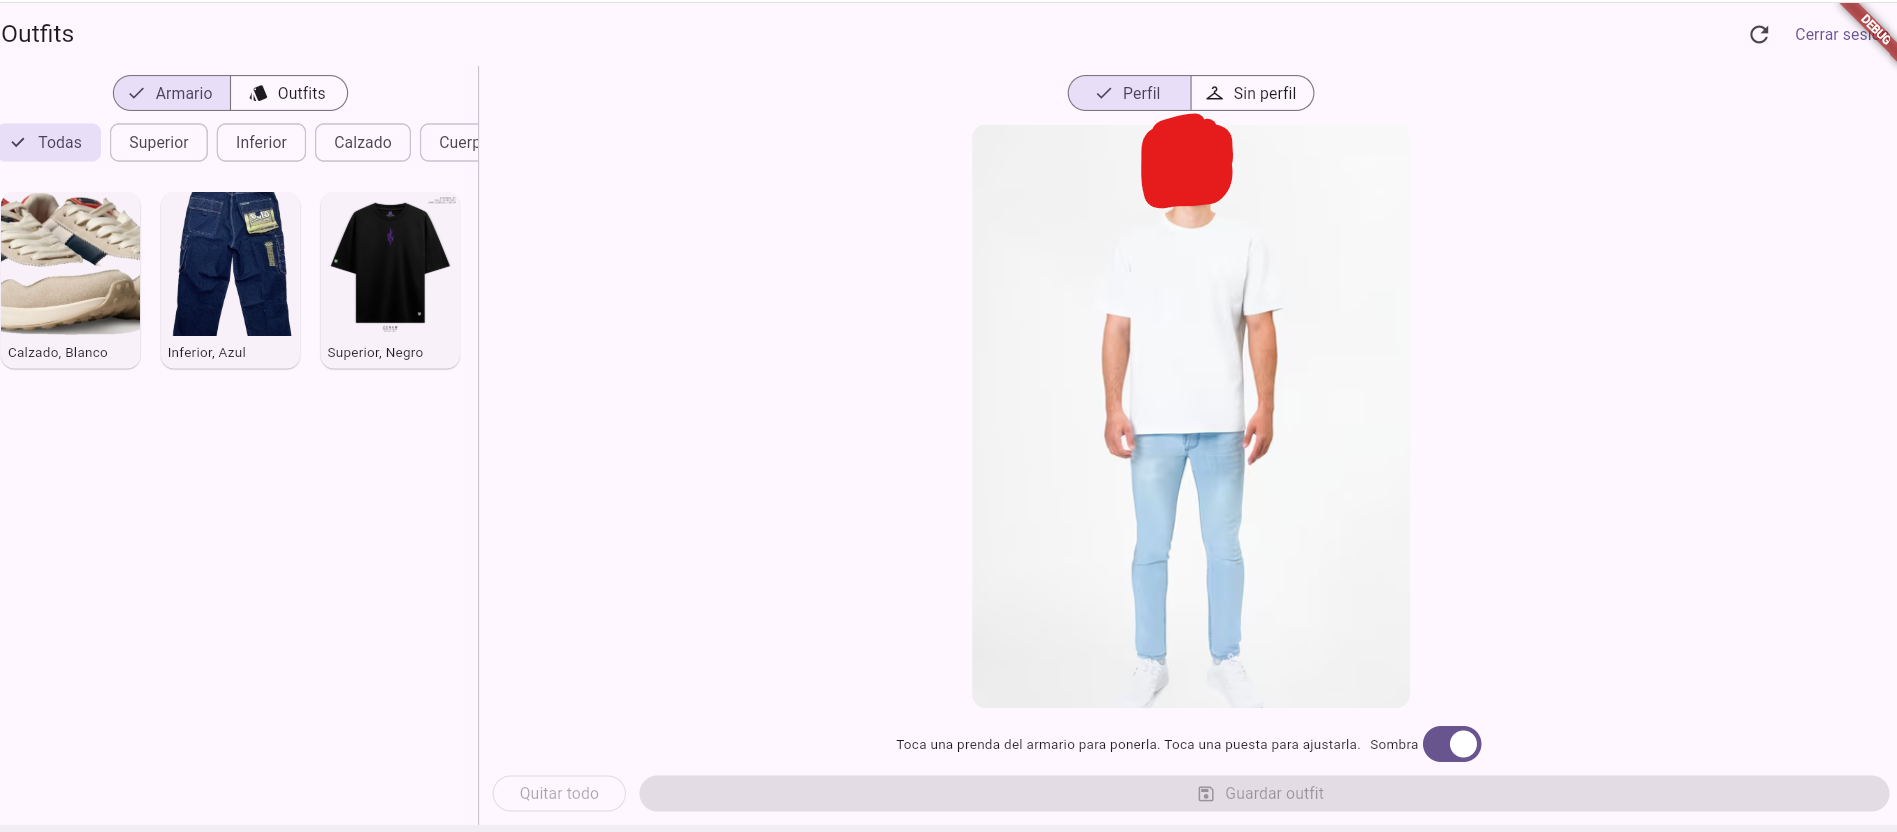 Outfits
Cerrar sesi
DEBUG
Armario
Outfits
Perfil
Sin perfil
Todas
Superior
Inferior
Calzado
Cuerp
Calzado, Blanco
Inferior, Azul
Superior, Negro
Toca una prenda del armario para ponerla. Toca una puesta para ajustarla.
Sombra
Quitar todo
Guardar outfit